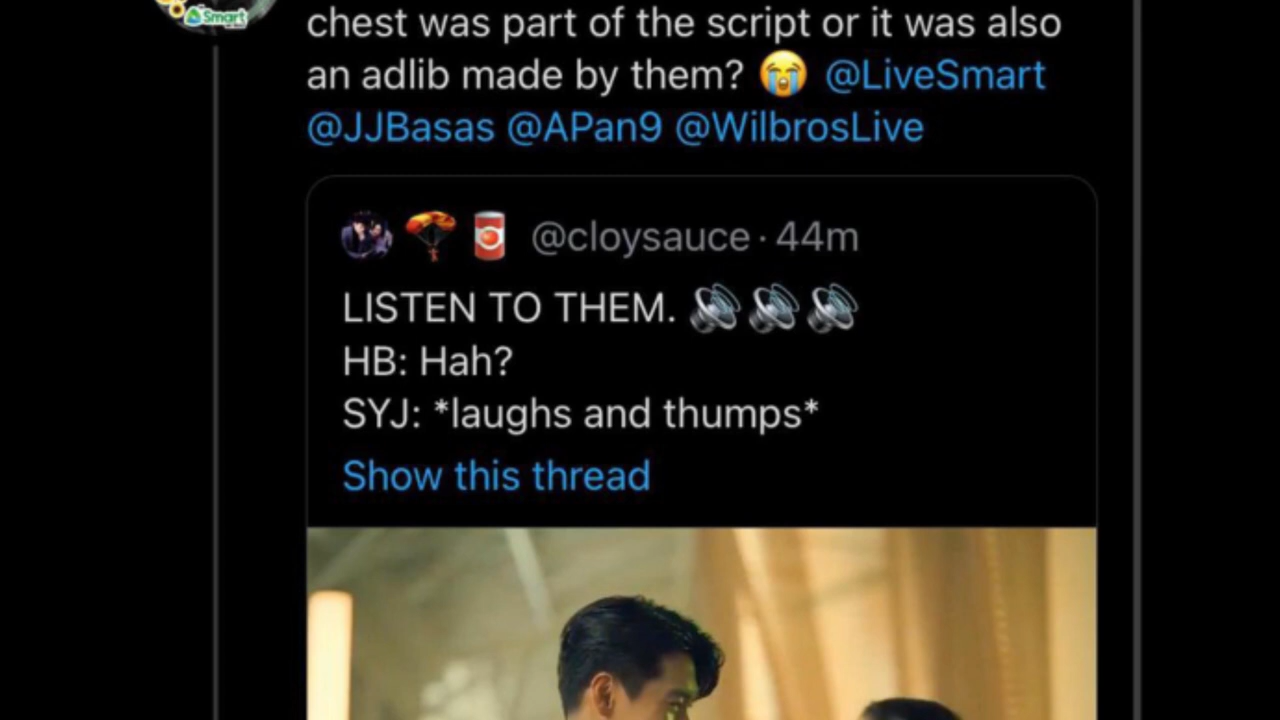 Smart
chest was part of the script or it was also
an adlib made by them? 😭 @LiveSmart
@JJBasas @APan9 @WilbrosLive
@cloysauce · 44m
LISTEN TO THEM. 🔊🔊🔊
HB: Hah?
SYJ: *laughs and thumps*
Show this thread